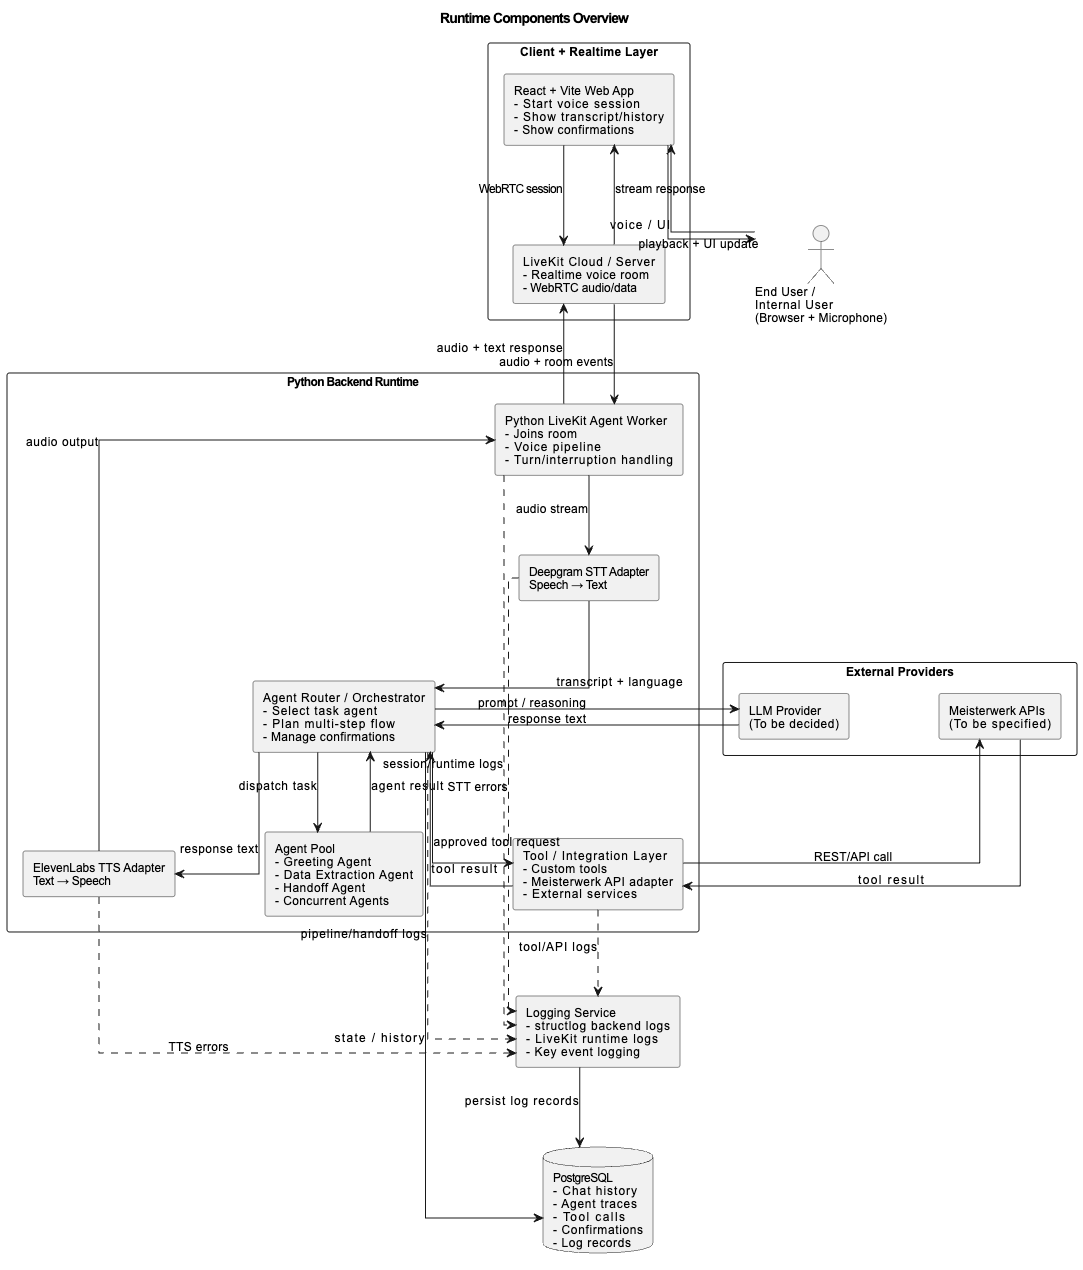 Runtime Components Overview
Client + Realtime Layer
React + Vite Web App
- Start voice session
- Show transcript/history
- Show confirmations
WebRTC session
stream response
voice / UI
playback + UI update
LiveKit Cloud / Server
- Realtime voice room
- WebRTC audio/data
End User /
Internal User
(Browser + Microphone)
audio + text response
audio + room events
Python Backend Runtime
Python LiveKit Agent Worker
- Joins room
- Voice pipeline
- Turn/interruption handling
audio output
audio stream
Deepgram STT Adapter
Speech → Text
transcript + language
External Providers
Agent Router / Orchestrator
- Select task agent
- Plan multi-step flow
- Manage confirmations
prompt / reasoning
response text
LLM Provider
(To be decided)
Meisterwerk APIs
(To be specified)
session/runtime logs
dispatch task
agent result
STT errors
response text
approved tool request
tool result
ElevenLabs TTS Adapter
Text → Speech
Agent Pool
- Greeting Agent
- Data Extraction Agent
- Handoff Agent
- Concurrent Agents
Tool / Integration Layer
- Custom tools
- Meisterwerk API adapter
- External services
REST/API call
tool result
pipeline/handoff logs
tool/API logs
Logging Service
- structlog backend logs
- LiveKit runtime logs
- Key event logging
state / history
TTS errors
persist log records
PostgreSQL
- Chat history
- Agent traces
- Tool calls
- Confirmations
- Log records